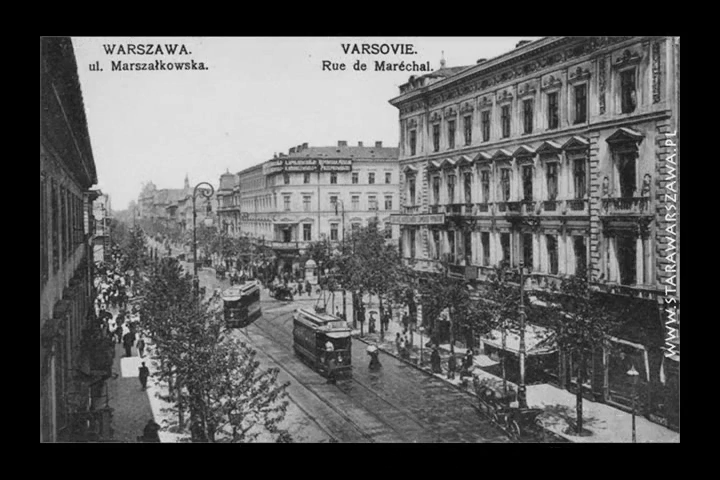 WARSZAWA.
ul. Marszałkowska.
VARSOVIE.
Rue de Maréchal.
WWW.STARAWARSZAWA.PL